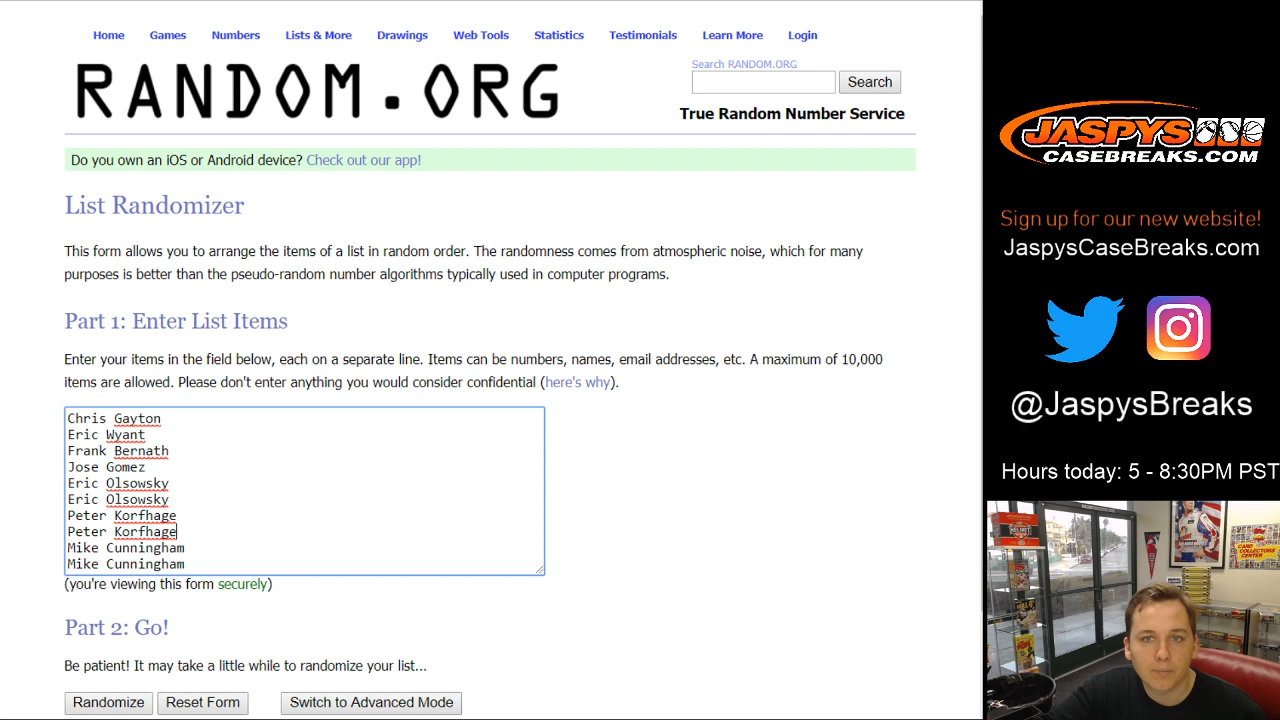 Home Games Numbers Lists & More Drawings Web Tools Statistics Testimonials Learn More Login
RANDOM.ORG
Search RANDOM.ORG
Search
True Random Number Service
Do you own an iOS or Android device? Check out our app!
List Randomizer
This form allows you to arrange the items of a list in random order. The randomness comes from atmospheric noise, which for many
purposes is better than the pseudo-random number algorithms typically used in computer programs.
Part 1: Enter List Items
Enter your items in the field below, each on a separate line. Items can be numbers, names, email addresses, etc. A maximum of 10,000
items are allowed. Please don't enter anything you would consider confidential (here's why).
Chris Gayton
Eric Wyant
Frank Bernath
Jose Gomez
Eric Olsowsky
Eric Olsowsky
Peter Korfhage
Peter Korfhage
Mike Cunningham
Mike Cunningham
(you're viewing this form securely)
Part 2: Go!
Be patient! It may take a little while to randomize your list...
Randomize Reset Form Switch to Advanced Mode
JASPYS
CASEBREAKS.COM
Sign up for our new website!
JaspysCaseBreaks.com
@JaspysBreaks
Hours today: 5 - 8:30PM PST
CARD
COLLECTORS
CENTER